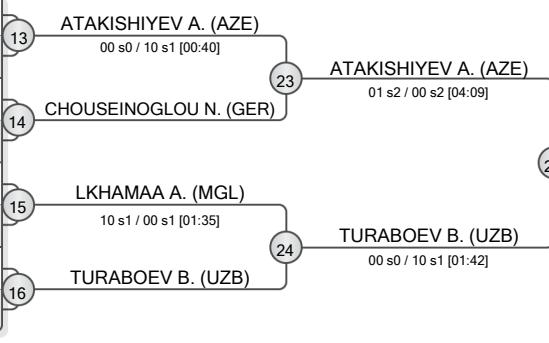 13
ATAKISHIYEV A. (AZE)
00 s0 / 10 s1 [00:40]
23
ATAKISHIYEV A. (AZE)
01 s2 / 00 s2 [04:09]
14
CHOUSEINOGLOU N. (GER)
15
LKHAMAA A. (MGL)
10 s1 / 00 s1 [01:35]
24
TURABOEV B. (UZB)
00 s0 / 10 s1 [01:42]
16
TURABOEV B. (UZB)